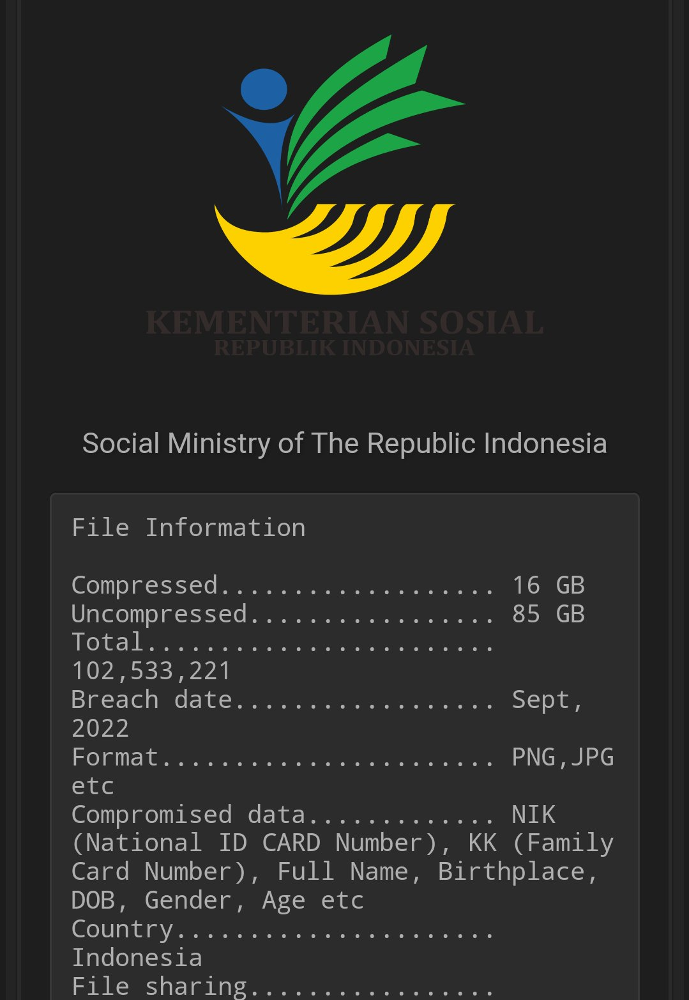 KEMENTERIAN SOSIAL
REPUBLIK INDONESIA
Social Ministry of The Republic Indonesia
File Information
Compressed................... 16 GB
Uncompressed................. 85 GB
Total........................
102,533,221
Breach date.................. Sept,
2022
Format....................... PNG,JPG
etc
Compromised data............. NIK
(National ID CARD Number), KK (Family
Card Number), Full Name, Birthplace,
DOB, Gender, Age etc
Country......................
Indonesia
File sharing.................